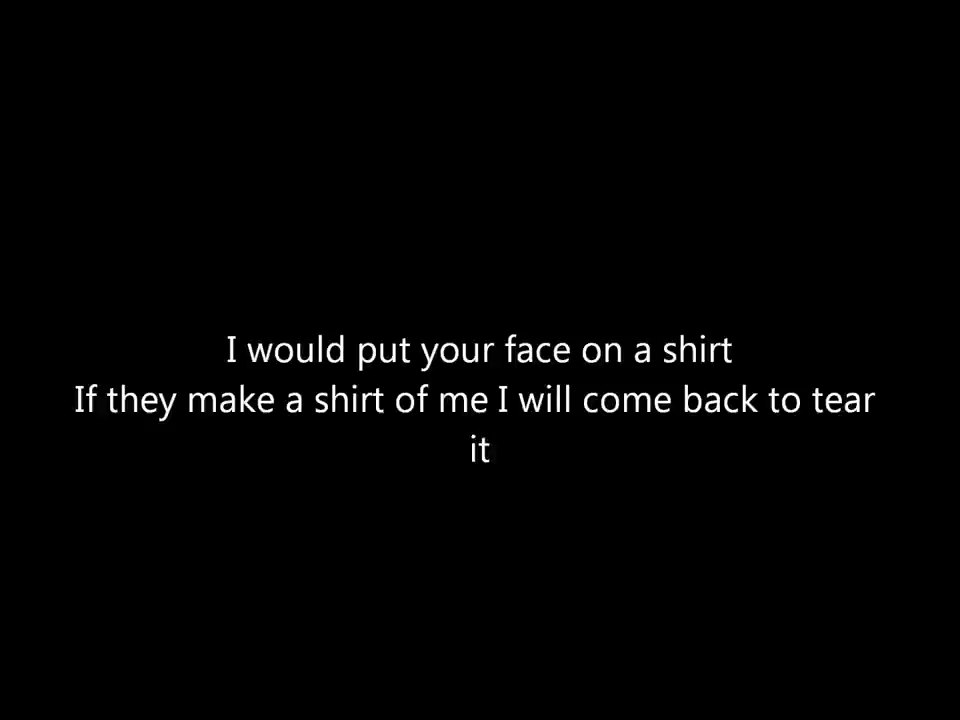 I would put your face on a shirt
If they make a shirt of me I will come back to tear
it